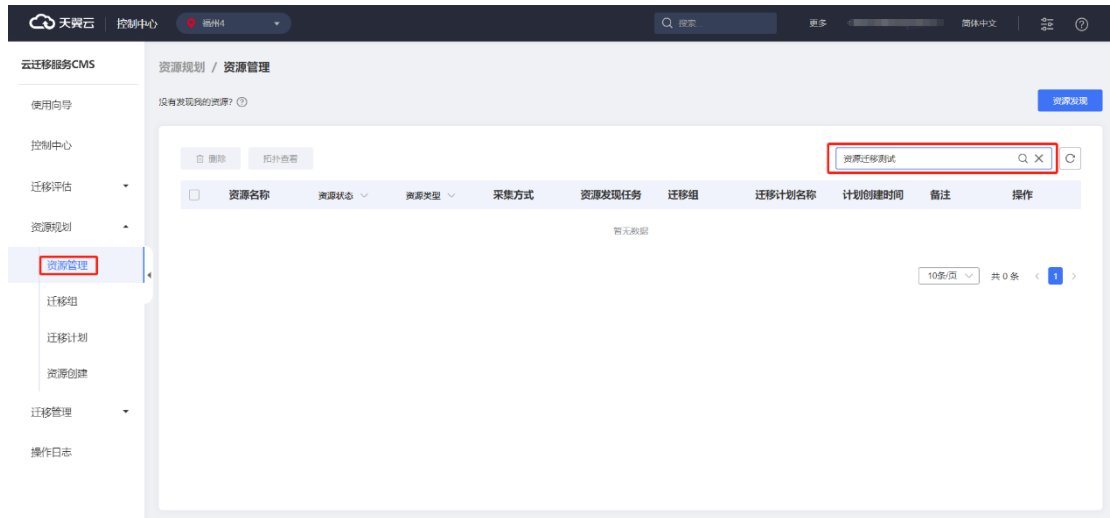 天翼云 控制中心 福州4 搜索... 更多 简体中文
云迁移服务CMS
使用向导
控制中心
迁移评估
资源规划
资源管理
迁移组
迁移计划
资源创建
迁移管理
操作日志
资源规划 / 资源管理
没有发现我的资源? 资源发现
删除 拓扑查看 资源迁移测试
资源名称 资源状态 资源类型 采集方式 资源发现任务 迁移组 迁移计划名称 计划创建时间 备注 操作
暂无数据
10条/页 共 0 条 1